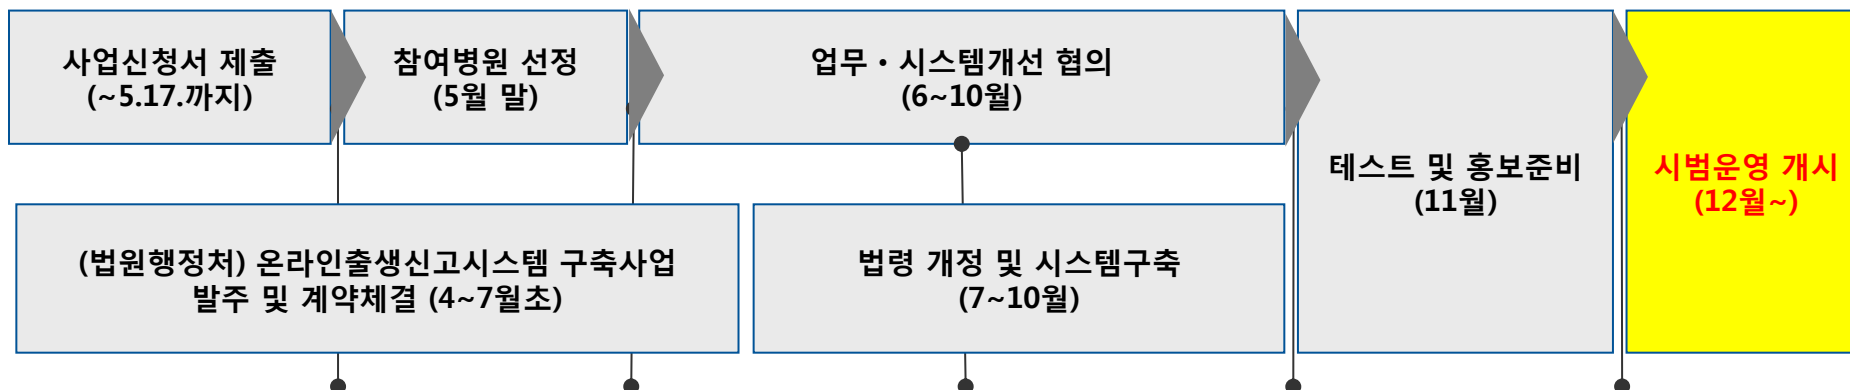 사업신청서 제출
(~5.17.까지)
참여병원 선정
(5월 말)
업무・시스템개선 협의
(6~10월)
테스트 및 홍보준비
(11월)
시범운영 개시
(12월~)
(법원행정처) 온라인출생신고시스템 구축사업
발주 및 계약체결 (4~7월초)
법령 개정 및 시스템구축
(7~10월)